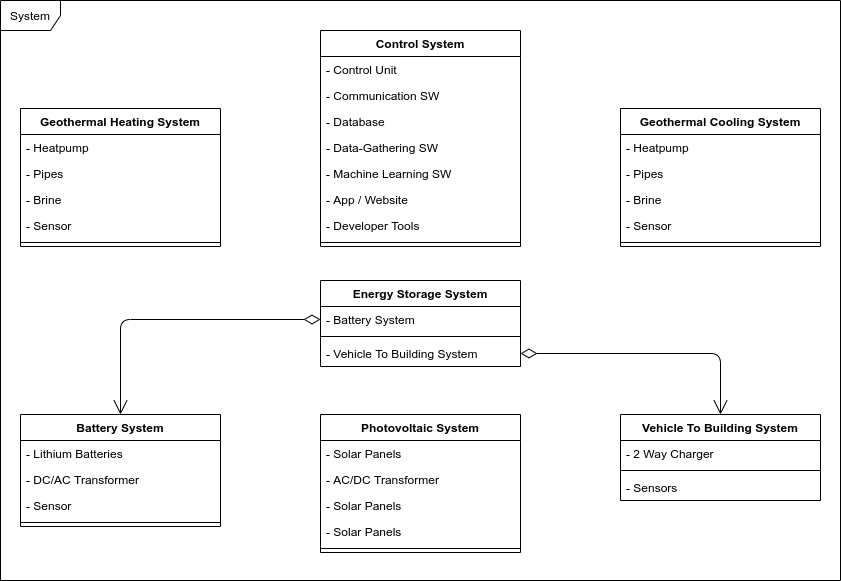 System
Control System
- Control Unit
- Communication SW
- Database
- Data-Gathering SW
- Machine Learning SW
- App / Website
- Developer Tools
Geothermal Heating System
- Heatpump
- Pipes
- Brine
- Sensor
Geothermal Cooling System
- Heatpump
- Pipes
- Brine
- Sensor
Energy Storage System
- Battery System
- Vehicle To Building System
Battery System
- Lithium Batteries
- DC/AC Transformer
- Sensor
Photovoltaic System
- Solar Panels
- AC/DC Transformer
- Solar Panels
- Solar Panels
Vehicle To Building System
- 2 Way Charger
- Sensors